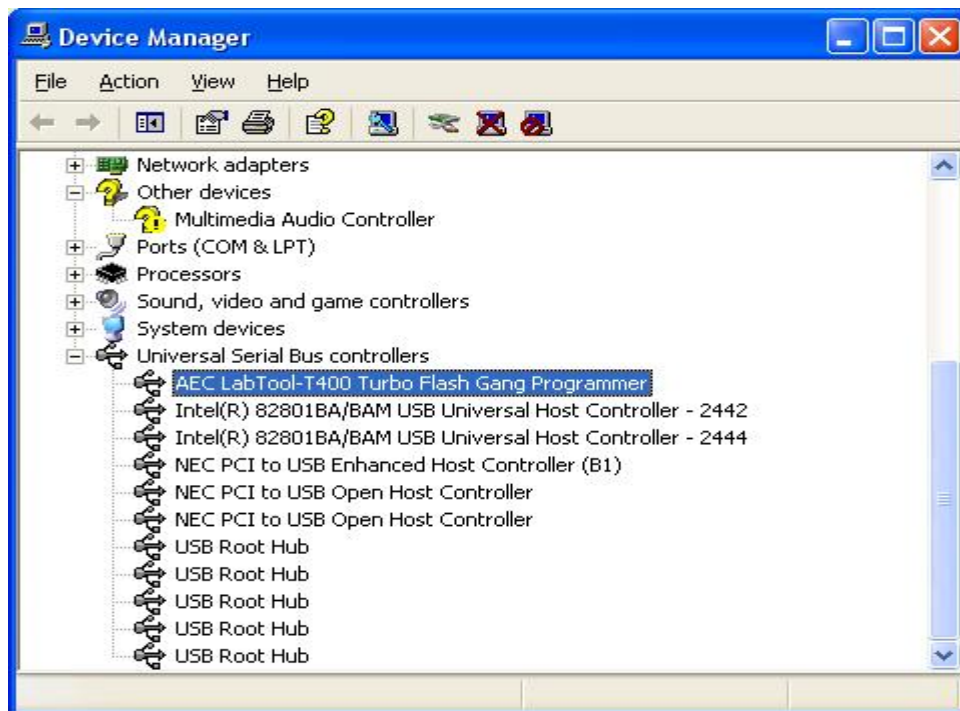 Device Manager
File Action View Help
Network adapters
Other devices
Multimedia Audio Controller
Ports (COM & LPT)
Processors
Sound, video and game controllers
System devices
Universal Serial Bus controllers
AEC LabTool-T400 Turbo Flash Gang Programmer
Intel(R) 82801BA/BAM USB Universal Host Controller - 2442
Intel(R) 82801BA/BAM USB Universal Host Controller - 2444
NEC PCI to USB Enhanced Host Controller (B1)
NEC PCI to USB Open Host Controller
NEC PCI to USB Open Host Controller
USB Root Hub
USB Root Hub
USB Root Hub
USB Root Hub
USB Root Hub